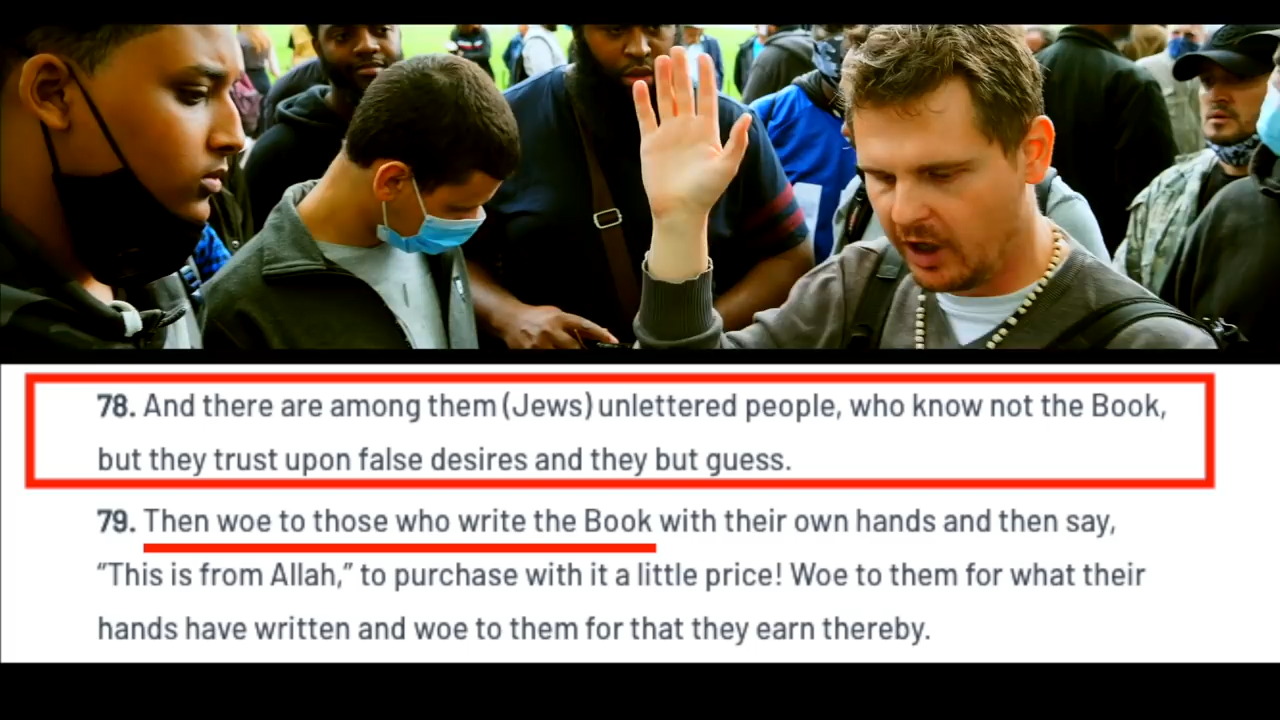 78. And there are among them (Jews) unlettered people, who know not the Book,
but they trust upon false desires and they but guess.
79. Then woe to those who write the Book with their own hands and then say,
“This is from Allah,” to purchase with it a little price! Woe to them for what their
hands have written and woe to them for that they earn thereby.